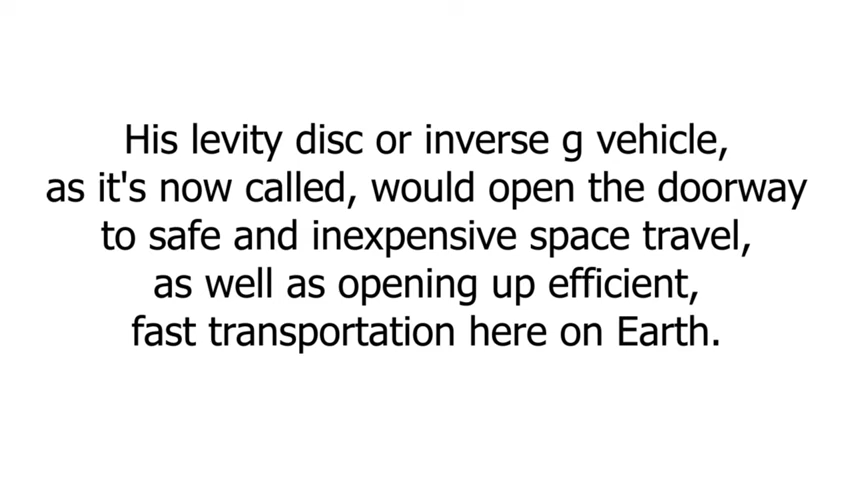 His levity disc or inverse g vehicle,
as it's now called, would open the doorway
to safe and inexpensive space travel,
as well as opening up efficient,
fast transportation here on Earth.